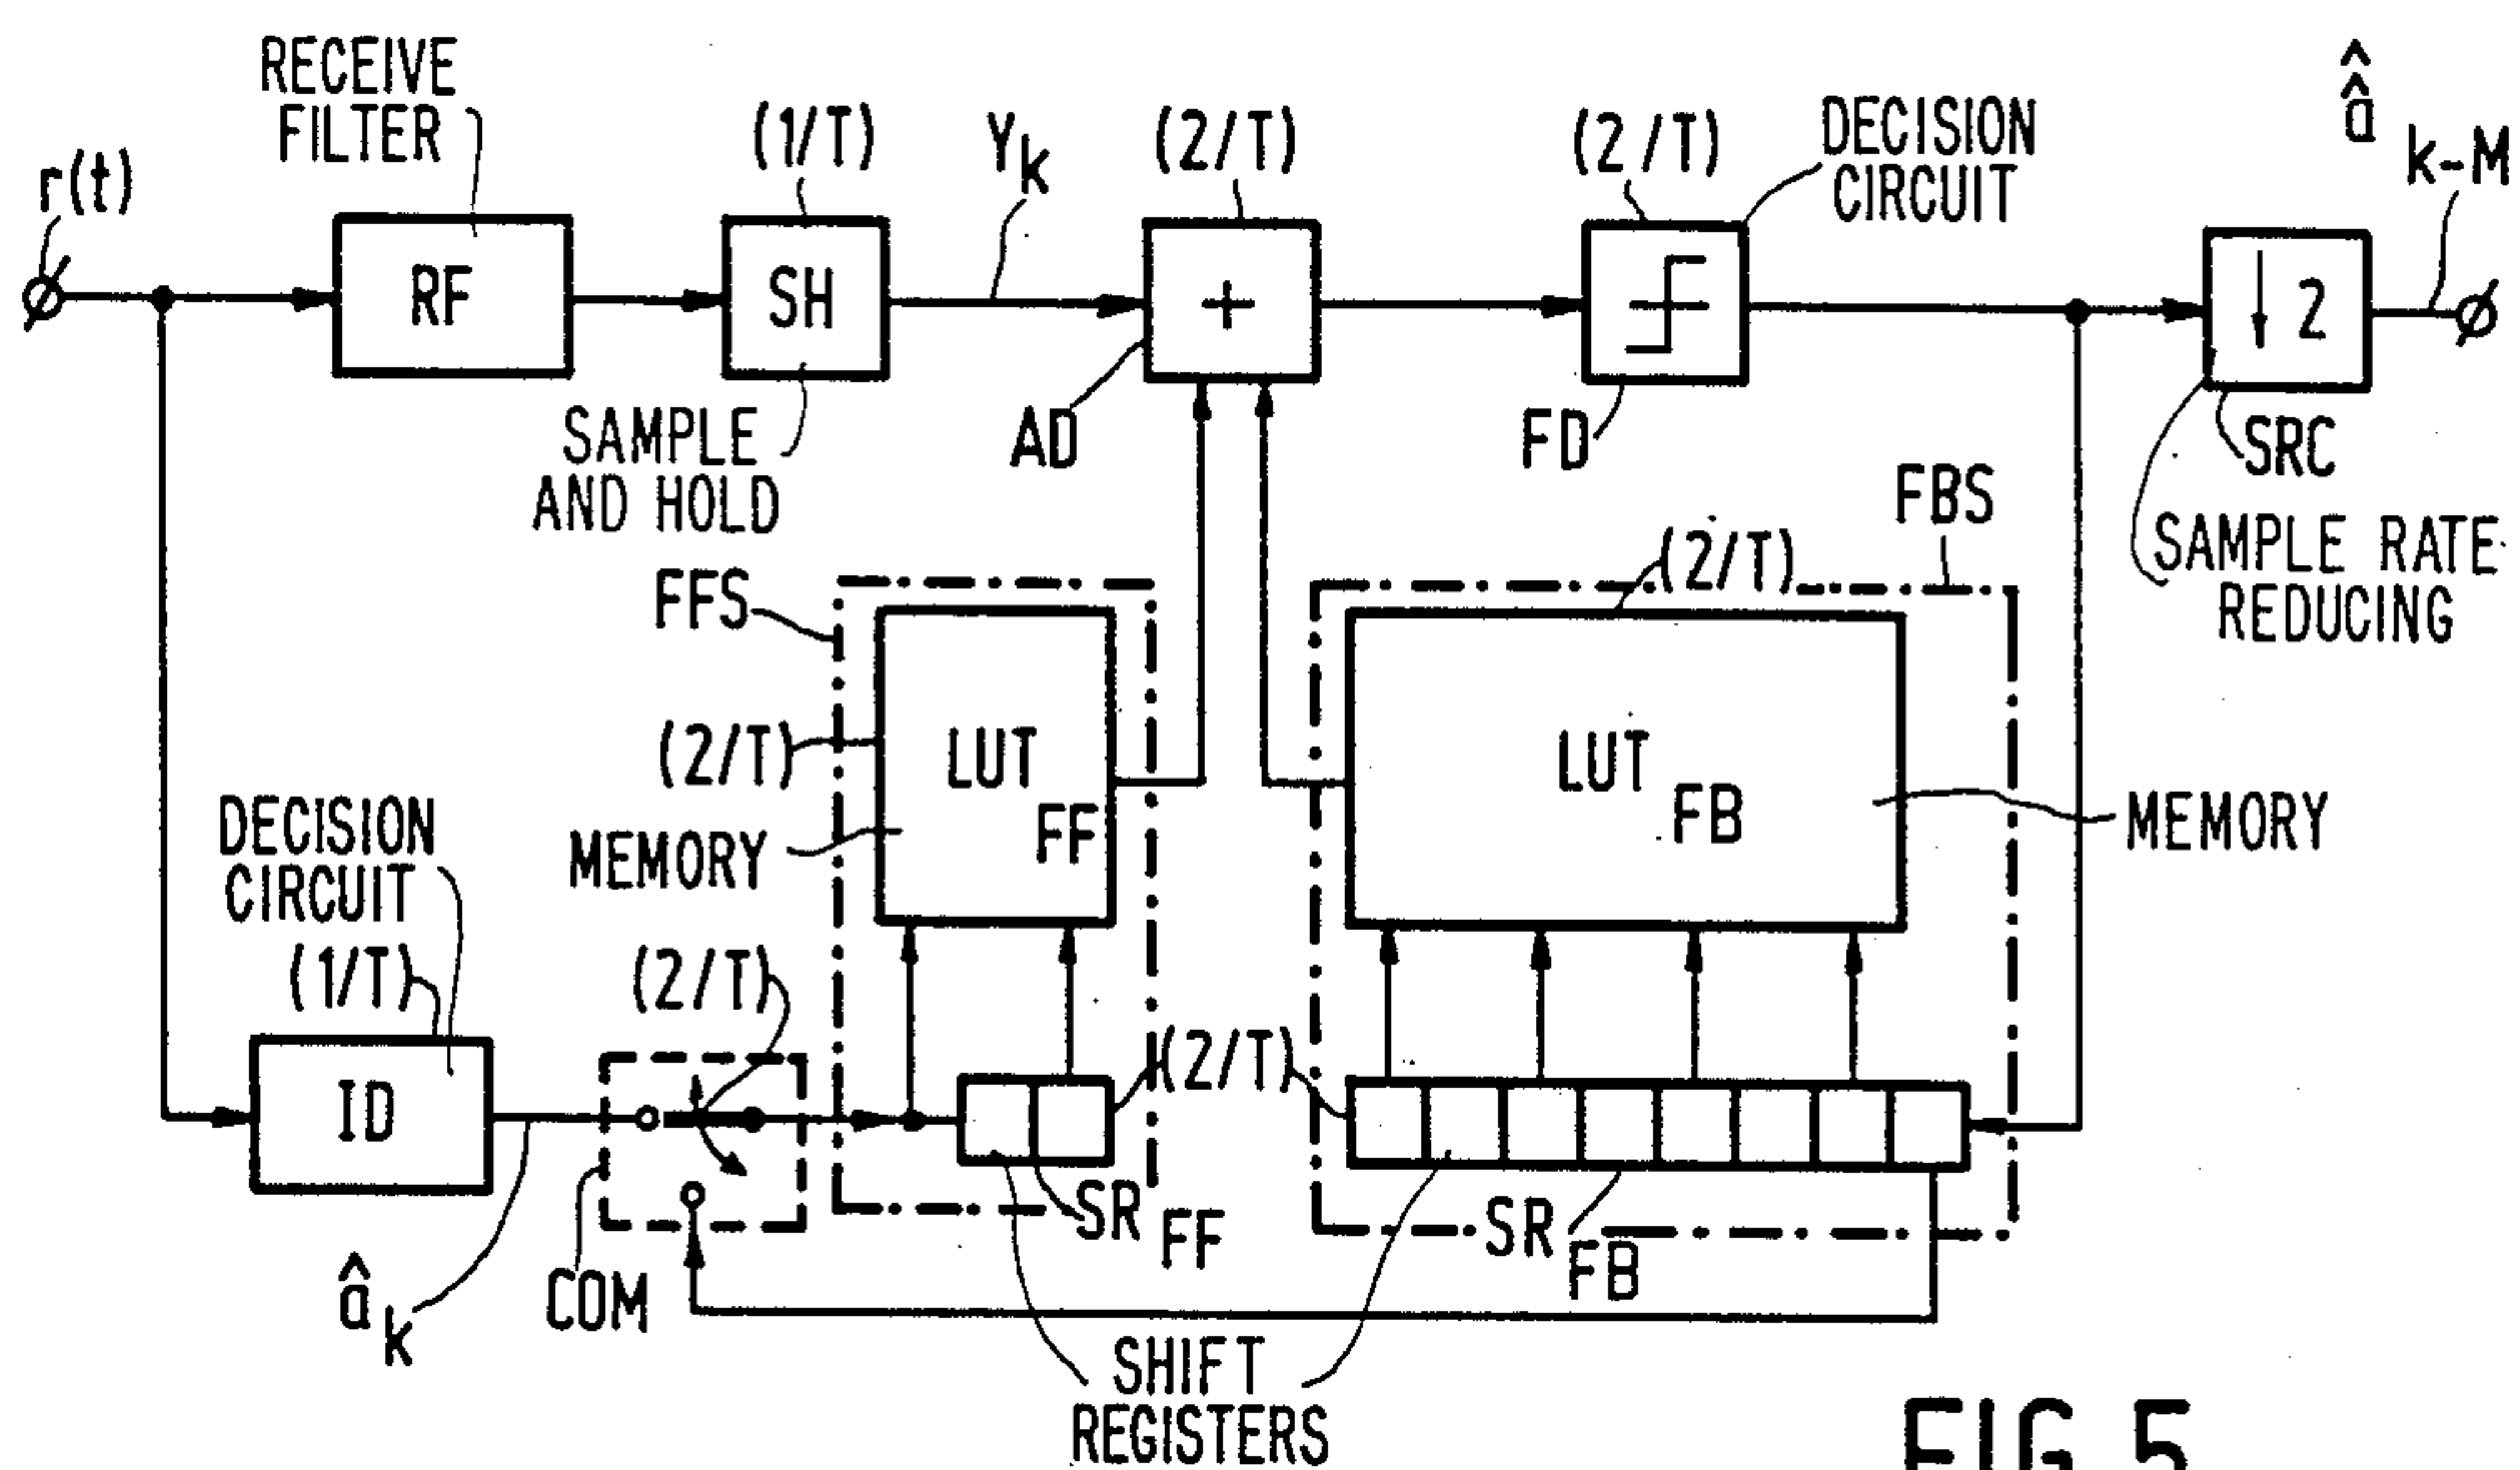 RECEIVE
FILTER
r(t)
(1/T)
Y k
(2/T)
(2/T)
DECISION
CIRCUIT
â̂ k-M
RF
SH
+
↓ 2
SAMPLE
AND HOLD
AD
FD
SRC
SAMPLE RATE
REDUCING
FBS
(2/T)
FFS
(2/T)
LUT FF
LUT FB
MEMORY
MEMORY
DECISION
CIRCUIT
(1/T)
(2/T)
(2/T)
ID
COM
â k
SR FF
SR FB
SHIFT
REGISTERS
FIG. 5